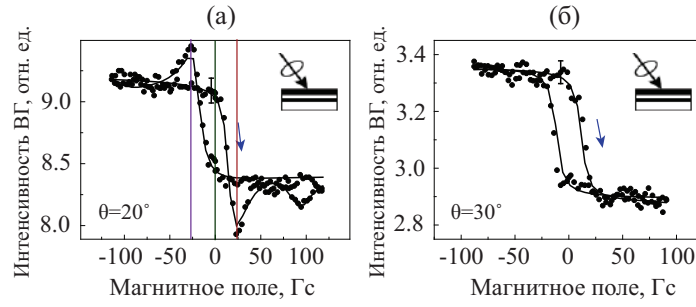 (а)
Интенсивность ВГ, отн. ед.
9.0
8.5
8.0
θ=20°
-100 -50 0 50 100
Магнитное поле, Гс
(б)
Интенсивность ВГ, отн. ед.
3.4
3.2
3.0
2.8
θ=30°
-100 -50 0 50 100
Магнитное поле, Гс